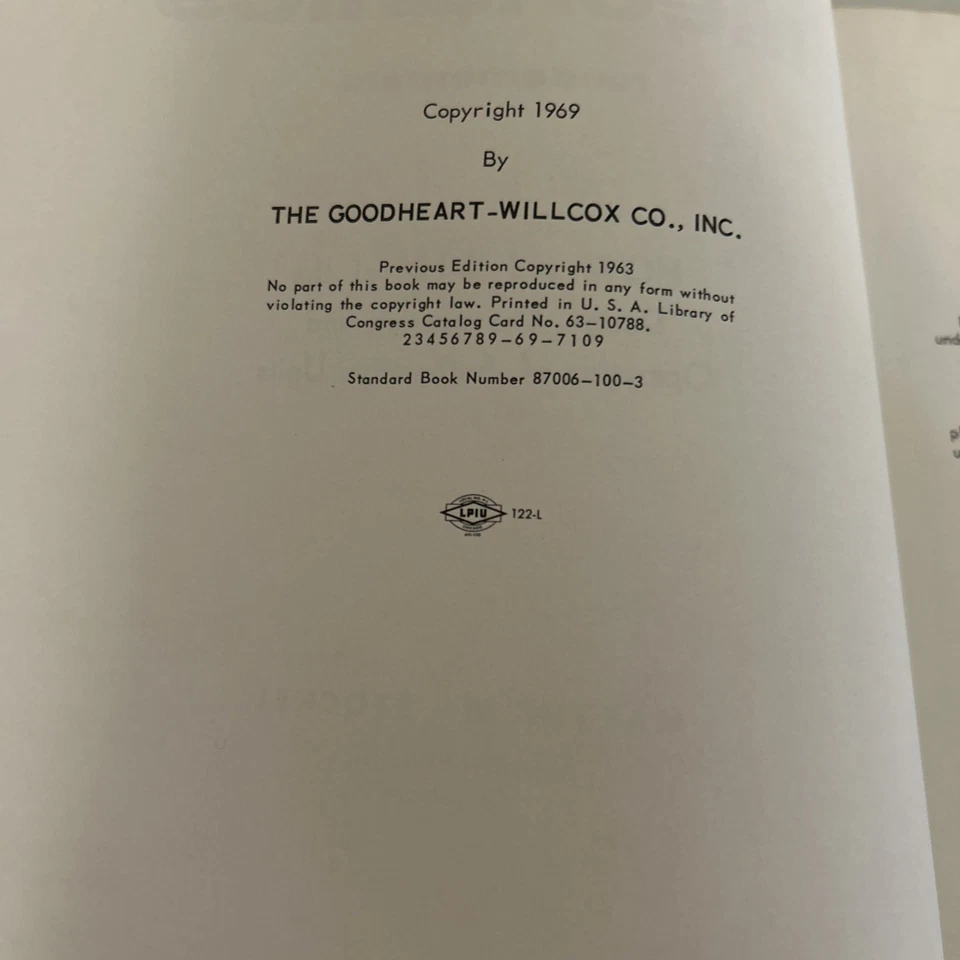 Copyright 1969
By
THE GOODHEART-WILLCOX CO., INC.
Previous Edition Copyright 1963
No part of this book may be reproduced in any form without
violating the copyright law. Printed in U. S. A. Library of
Congress Catalog Card No. 63-10788.
23456789-69-7109
Standard Book Number 87006-100-3
LPIU 122-L